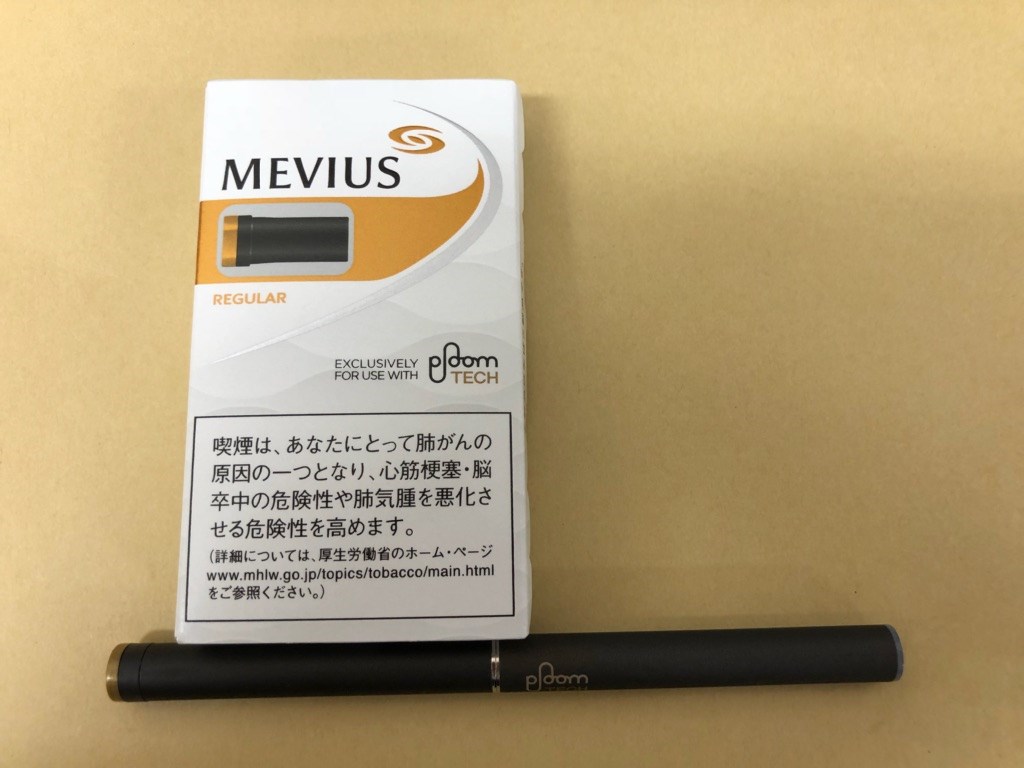 MEVIUS
REGULAR
EXCLUSIVELY
FOR USE WITH
ploom
TECH
喫煙は、あなたにとって肺がんの
原因の一つとなり、心筋梗塞・脳
卒中の危険性や肺気腫を悪化さ
せる危険性を高めます。
(詳細については、厚生労働省のホーム・ページ
www.mhlw.go.jp/topics/tobacco/main.html
をご参照ください。)
ploom
TECH